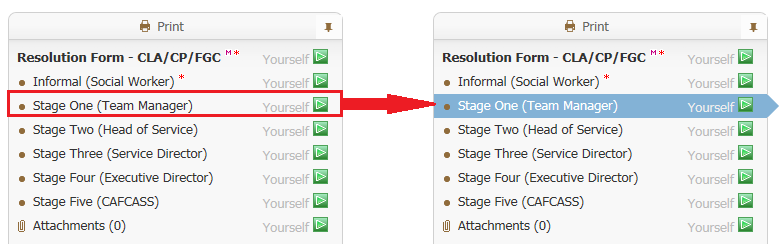 Print
Resolution Form - CLA/CP/FGC M * Yourself
Informal (Social Worker) * Yourself
Stage One (Team Manager) Yourself
Stage Two (Head of Service) Yourself
Stage Three (Service Director) Yourself
Stage Four (Executive Director) Yourself
Stage Five (CAFCASS) Yourself
Attachments (0) Yourself
Print
Resolution Form - CLA/CP/FGC M * Yourself
Informal (Social Worker) * Yourself
Stage One (Team Manager) Yourself
Stage Two (Head of Service) Yourself
Stage Three (Service Director) Yourself
Stage Four (Executive Director) Yourself
Stage Five (CAFCASS) Yourself
Attachments (0) Yourself